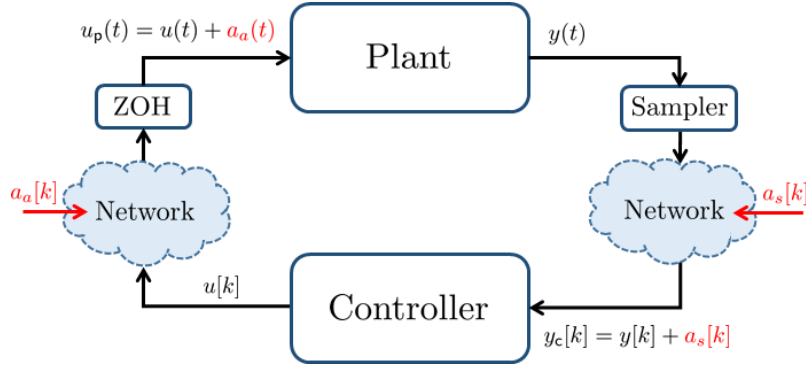 u_p(t) = u(t) + a_a(t)
Plant
y(t)
ZOH
Sampler
a_a[k]
Network
Network
a_s[k]
u[k]
Controller
y_c[k] = y[k] + a_s[k]